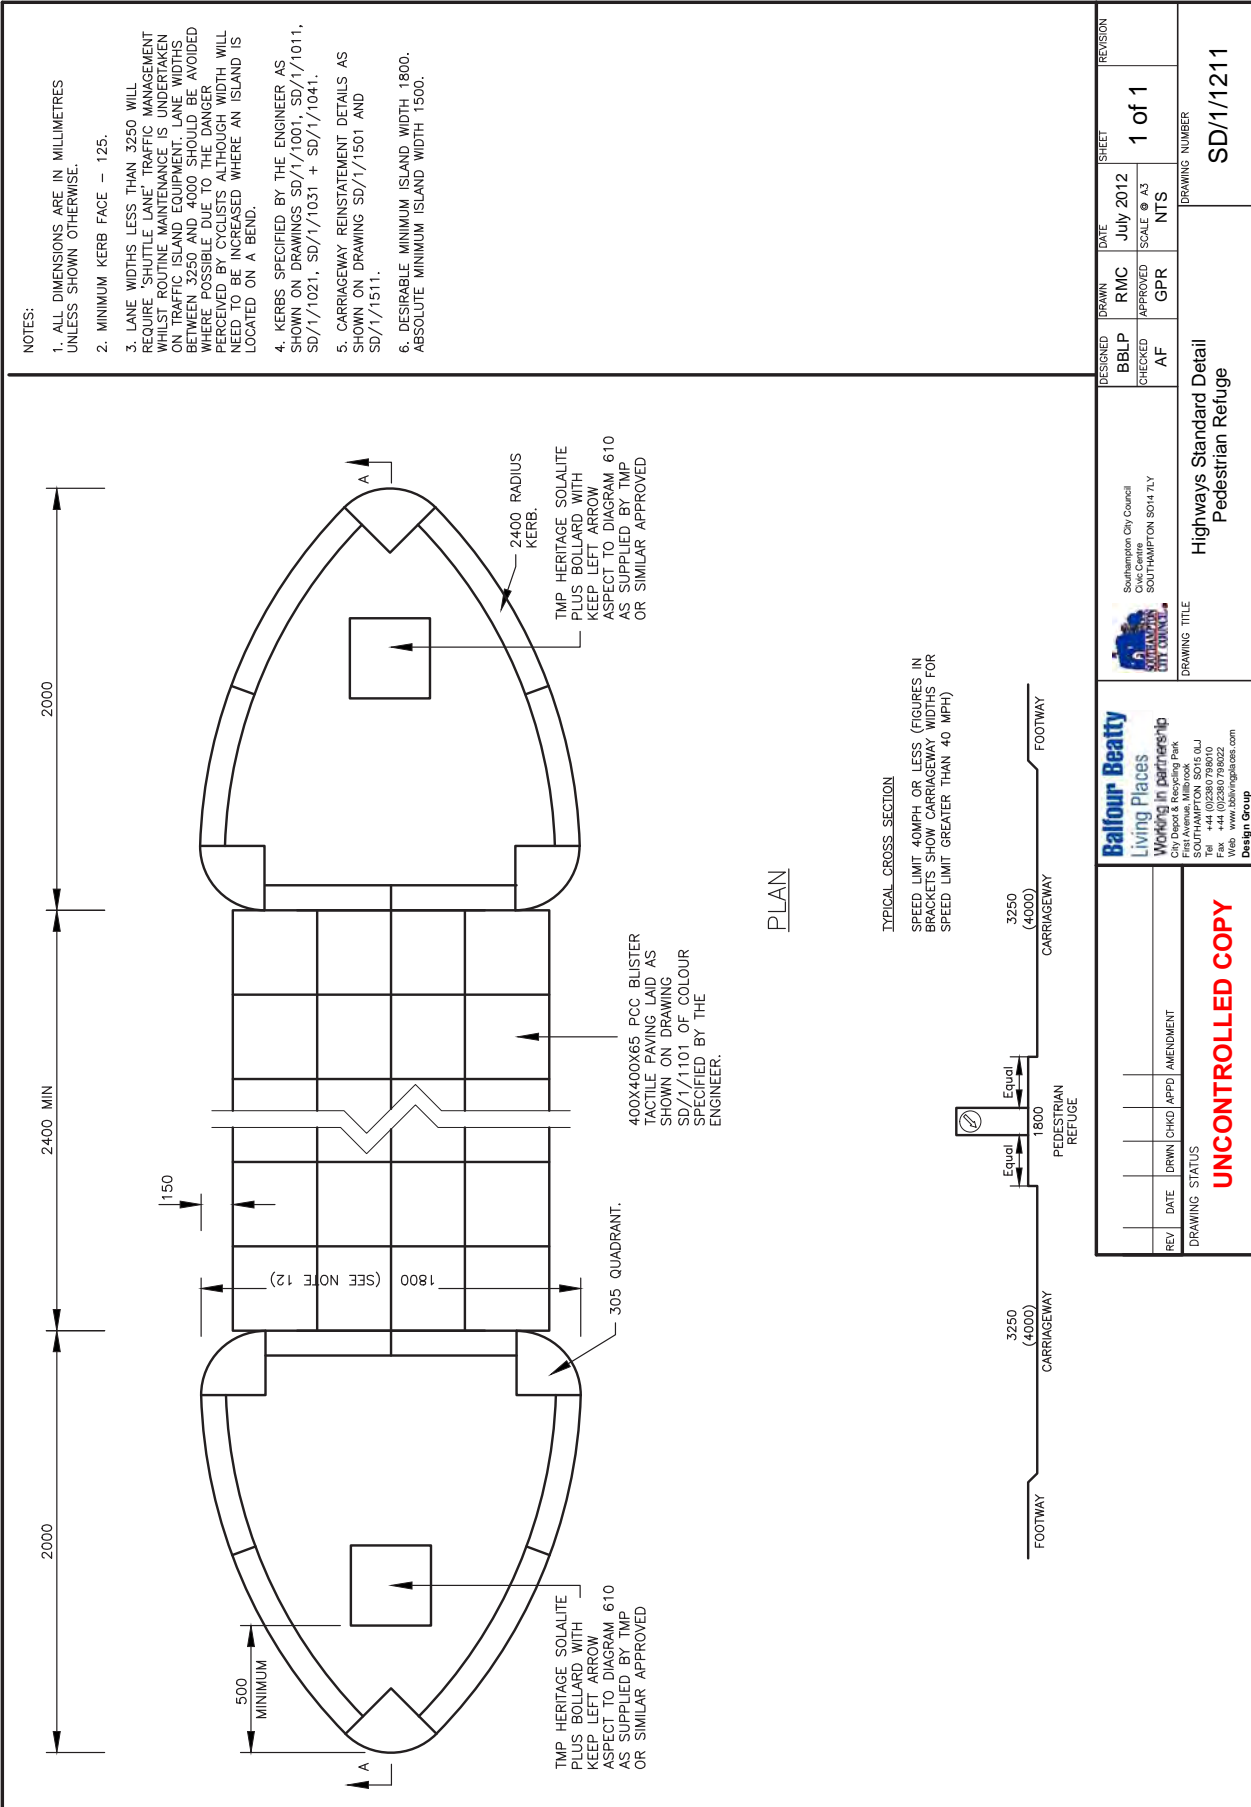 2000
2400 MIN
2000
500
MINIMUM
150
1800 (SEE NOTE 12)
A
A
305 QUADRANT.
2400 RADIUS
KERB.
TMP HERITAGE SOLALITE
PLUS BOLLARD WITH
KEEP LEFT ARROW
ASPECT TO DIAGRAM 610
AS SUPPLIED BY TMP
OR SIMILAR APPROVED
400X400X65 PCC BLISTER
TACTILE PAVING LAID AS
SHOWN ON DRAWING
SD/1/1101 OF COLOUR
SPECIFIED BY THE
ENGINEER.
TMP HERITAGE SOLALITE
PLUS BOLLARD WITH
KEEP LEFT ARROW
ASPECT TO DIAGRAM 610
AS SUPPLIED BY TMP
OR SIMILAR APPROVED
PLAN
TYPICAL CROSS SECTION
SPEED LIMIT 40MPH OR LESS (FIGURES IN
BRACKETS SHOW CARRIAGEWAY WIDTHS FOR
SPEED LIMIT GREATER THAN 40 MPH)
FOOTWAY
3250
(4000)
CARRIAGEWAY
Equal
Equal
1800
PEDESTRIAN
REFUGE
3250
(4000)
CARRIAGEWAY
FOOTWAY
NOTES:
1. ALL DIMENSIONS ARE IN MILLIMETRES
UNLESS SHOWN OTHERWISE.
2. MINIMUM KERB FACE – 125.
3. LANE WIDTHS LESS THAN 3250 WILL
REQUIRE 'SHUTTLE LANE' TRAFFIC MANAGEMENT
WHILST ROUTINE MAINTENANCE IS UNDERTAKEN
ON TRAFFIC ISLAND EQUIPMENT. LANE WIDTHS
BETWEEN 3250 AND 4000 SHOULD BE AVOIDED
WHERE POSSIBLE DUE TO THE DANGER
PERCEIVED BY CYCLISTS ALTHOUGH WIDTH WILL
NEED TO BE INCREASED WHERE AN ISLAND IS
LOCATED ON A BEND.
4. KERBS SPECIFIED BY THE ENGINEER AS
SHOWN ON DRAWINGS SD/1/1001, SD/1/1011,
SD/1/1021, SD/1/1031 + SD/1/1041.
5. CARRIAGEWAY REINSTATEMENT DETAILS AS
SHOWN ON DRAWING SD/1/1501 AND
SD/1/1511.
6. DESIRABLE MINIMUM ISLAND WIDTH 1800.
ABSOLUTE MINIMUM ISLAND WIDTH 1500.
REV DATE DRWN CHKD APPD AMENDMENT
DRAWING STATUS
UNCONTROLLED COPY
Balfour Beatty
Living Places
Working in partnership
City Depot & Recycling Park
First Avenue, Millbrook
SOUTHAMPTON SO15 0LJ
Tel +44 (0)2380 798010
Fax +44 (0)2380 798022
Web www.bblivingplaces.com
Design Group
SOUTHAMPTON
CITY COUNCIL
Southampton City Council
Civic Centre
SOUTHAMPTON SO14 7LY
DRAWING TITLE
Highways Standard Detail
Pedestrian Refuge
DESIGNED
BBLP
DRAWN
RMC
DATE
July 2012
SHEET
1 of 1
REVISION
CHECKED
AF
APPROVED
GPR
SCALE @ A3
NTS
DRAWING NUMBER
SD/1/1211